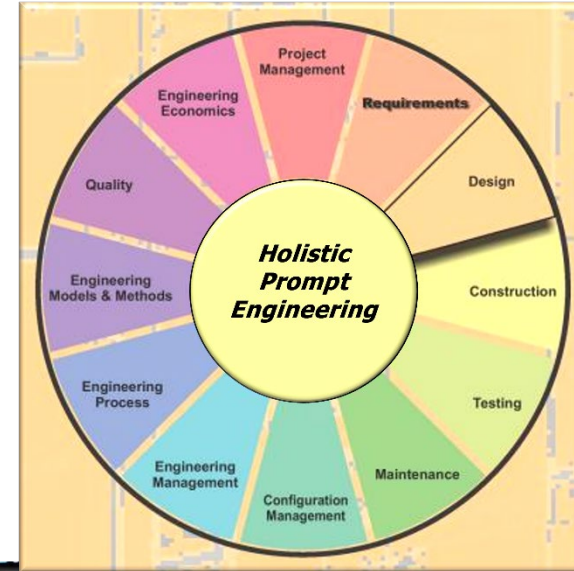 Project
Management
Requirements
Design
Construction
Testing
Maintenance
Configuration
Management
Engineering
Management
Engineering
Process
Engineering
Models & Methods
Quality
Engineering
Economics
Holistic
Prompt
Engineering